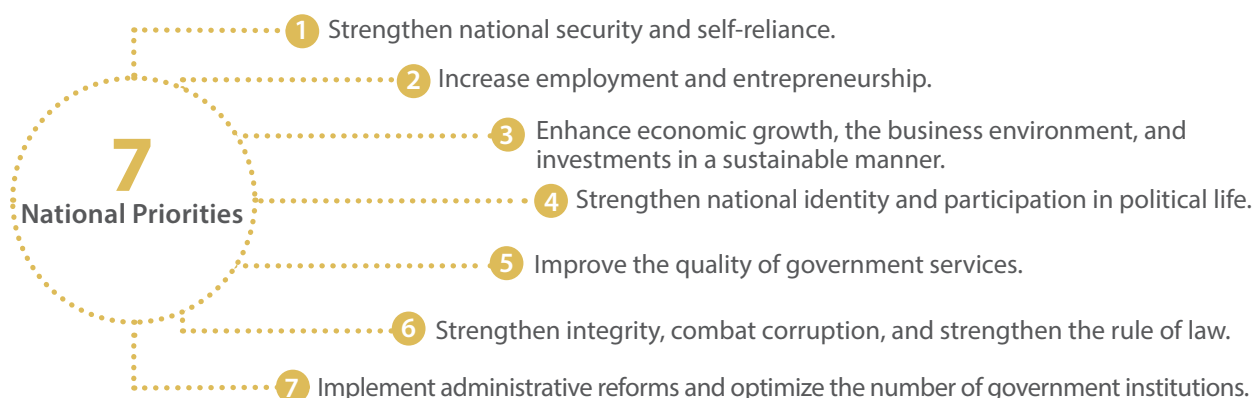 1 Strengthen national security and self-reliance.
2 Increase employment and entrepreneurship.
3 Enhance economic growth, the business environment, and
investments in a sustainable manner.
7
National Priorities
4 Strengthen national identity and participation in political life.
5 Improve the quality of government services.
6 Strengthen integrity, combat corruption, and strengthen the rule of law.
7 Implement administrative reforms and optimize the number of government institutions.